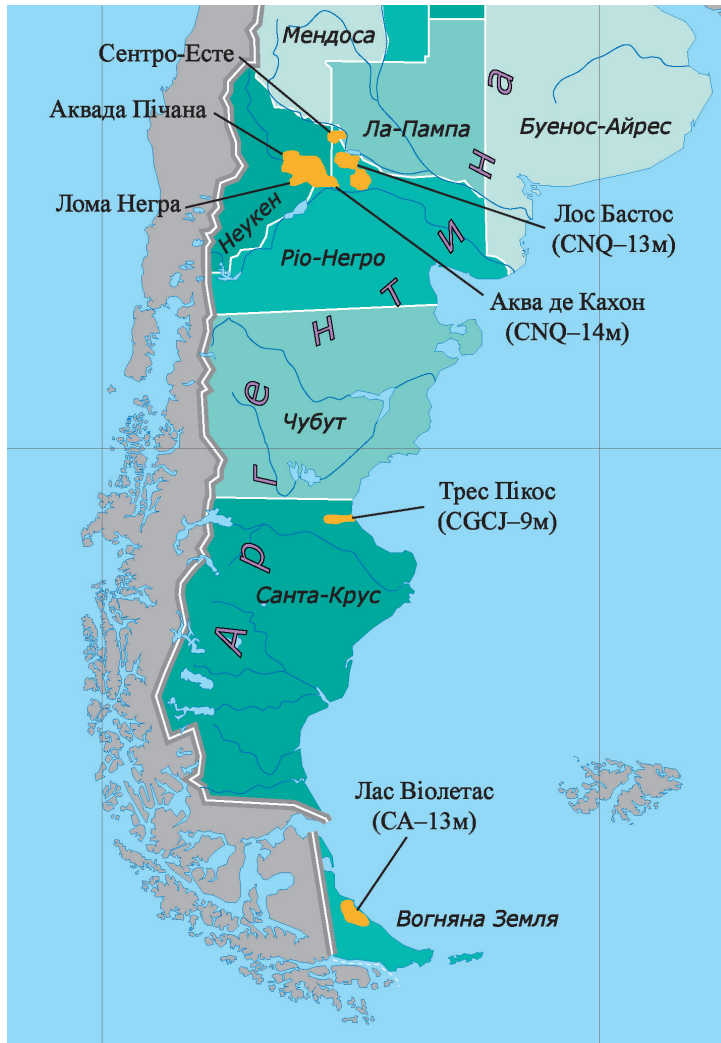 Мендоса
Сентро-Есте
Аквада Пічана
Ла-Пампа
Буенос-Айрес
Лома Негра
Неукен
Лос Бастос
(CNQ–13м)
Ріо-Негро
Аква де Кахон
(CNQ–14м)
Чубут
Трес Пікос
(CGCJ–9м)
Санта-Крус
Аргентина
Лас Віолетас
(CA–13м)
Вогняна Земля